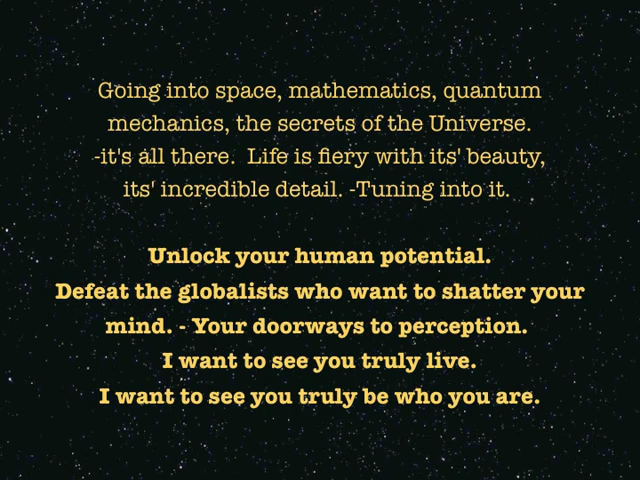 Going into space, mathematics, quantum
mechanics, the secrets of the Universe.
-it's all there.  Life is fiery with its' beauty,
its' incredible detail. -Tuning into it.
Unlock your human potential.
Defeat the globalists who want to shatter your
mind. - Your doorways to perception.
I want to see you truly live.
I want to see you truly be who you are.